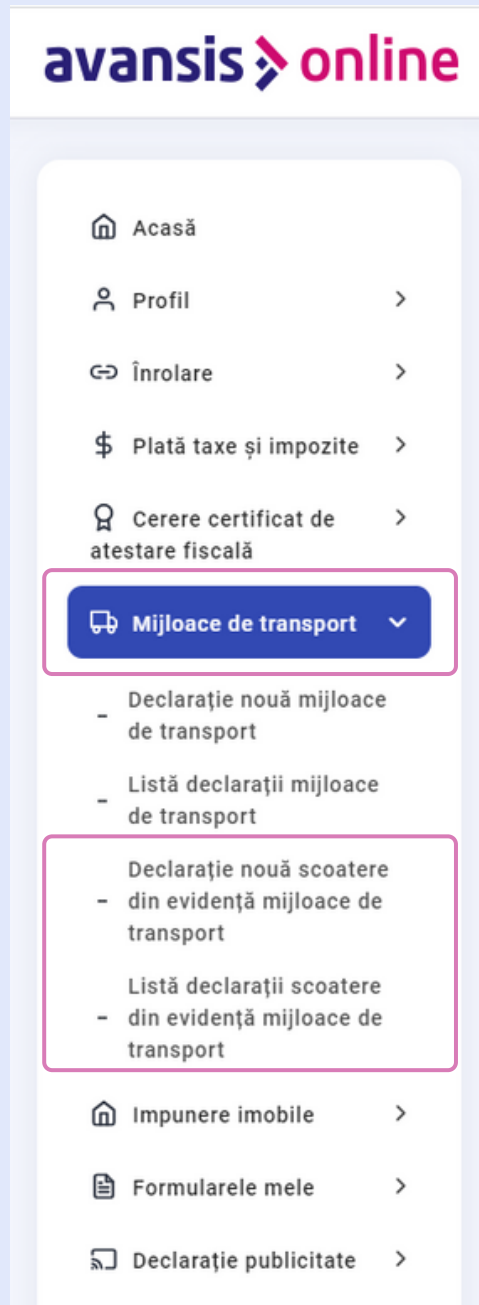 avansis online
Acasă
Profil
Înrolare
Plată taxe și impozite
Cerere certificat de
atestare fiscală
Mijloace de transport
- Declarație nouă mijloace
de transport
- Listă declarații mijloace
de transport
Declarație nouă scoatere
- din evidență mijloace de
transport
Listă declarații scoatere
- din evidență mijloace de
transport
Impunere imobile
Formularele mele
Declarație publicitate